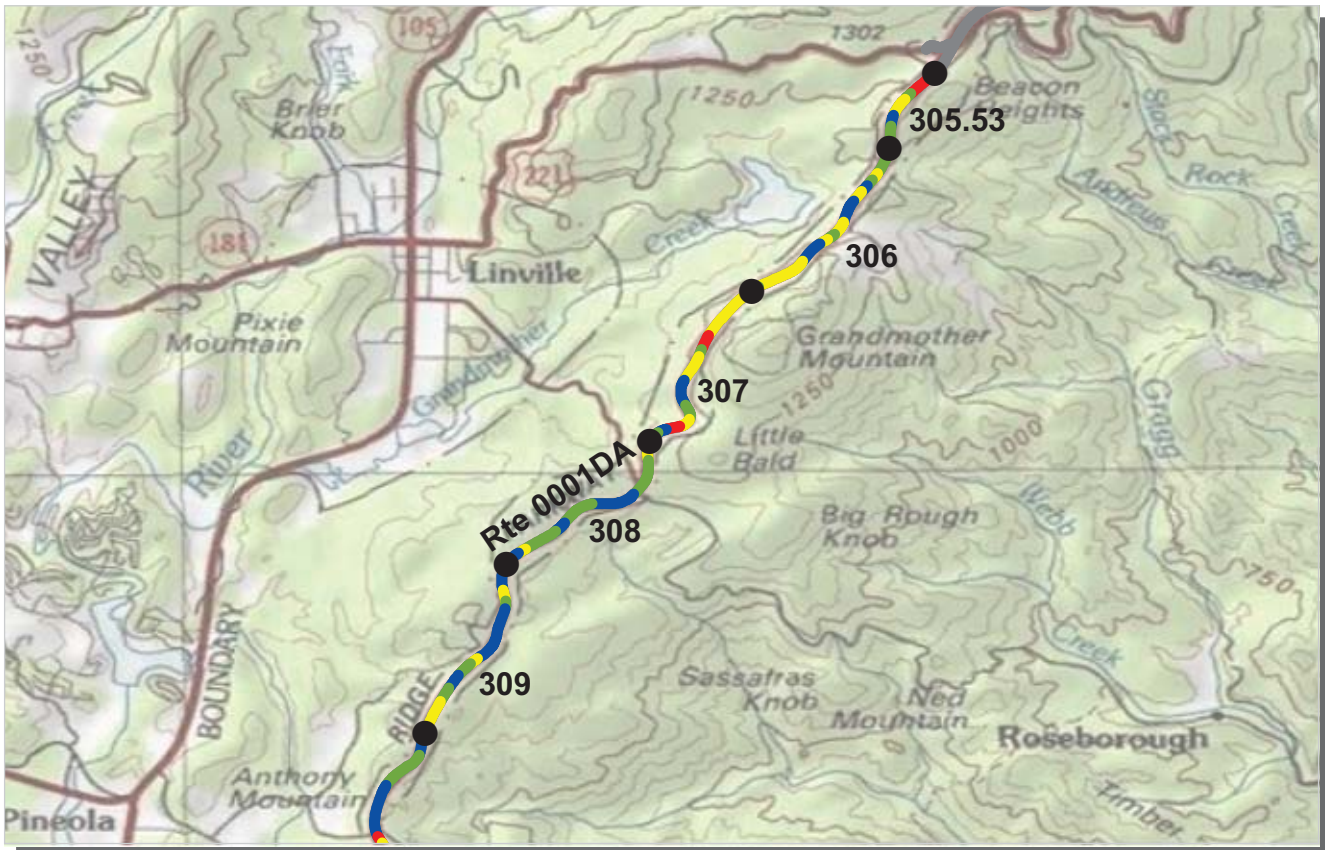 1302
105
1250
Fork
Brier
Knob
1250
Beacon
Heights
305.53
221
VALLEY
181
Creek
Rock
Creek
Linville
306
Pixie
Mountain
Grandmother
Grandmother
Mountain
307
1250
Gragg
River
Little
Bald
1000
Rte 0001DA
308
Big Rough
Knob
Webb
750
BOUNDARY
Creek
309
RIDGE
Sassafras
Knob
Ned
Mountain
Roseborough
Anthony
Mountain
Pineola
Timber